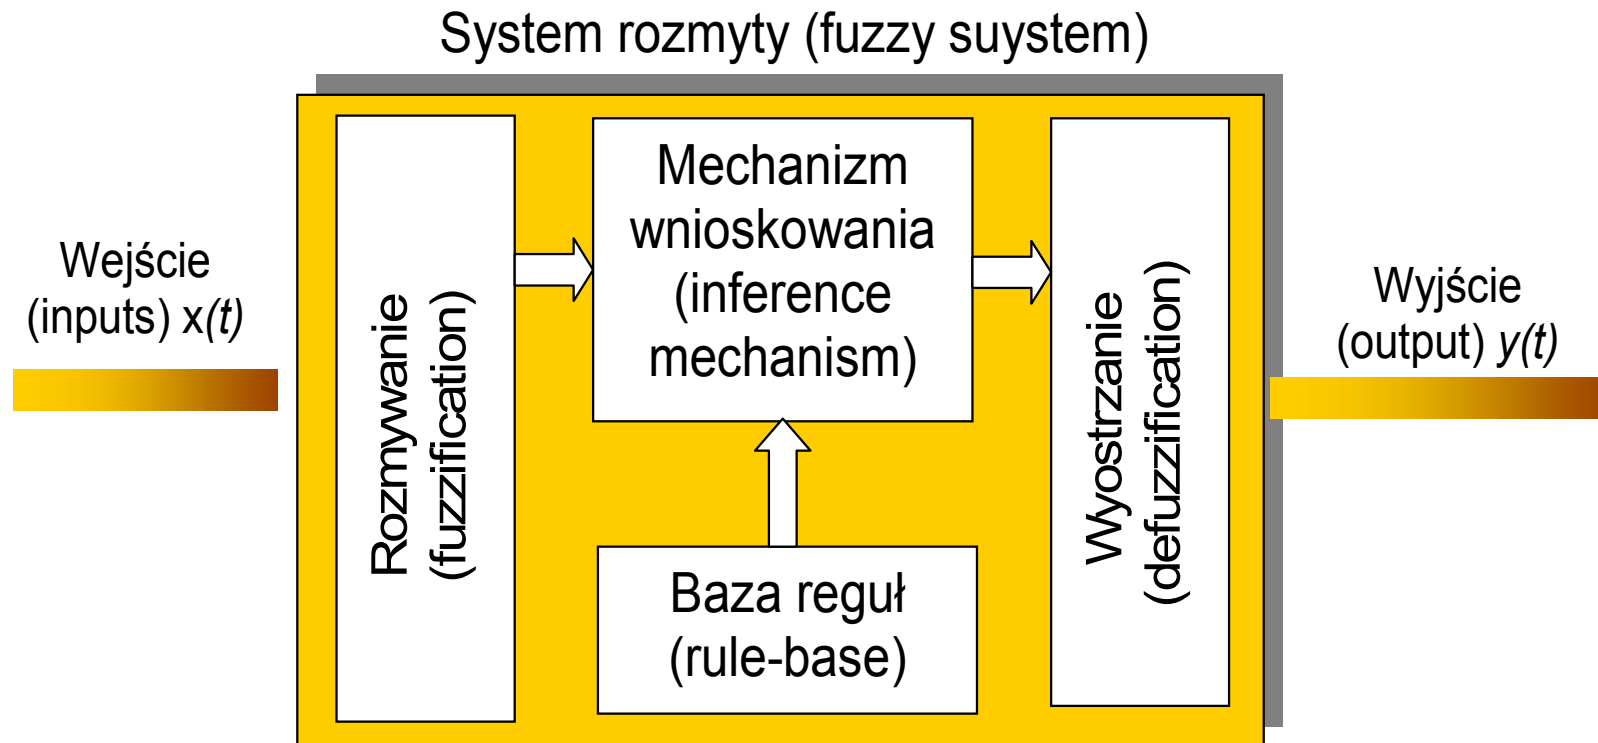 System rozmyty (fuzzy suystem)
Wejście
(inputs) x(t)
Rozmywanie
(fuzzification)
Mechanizm
wnioskowania
(inference
mechanism)
Baza reguł
(rule-base)
Wyostrzanie
(defuzzification)
Wyjście
(output) y(t)